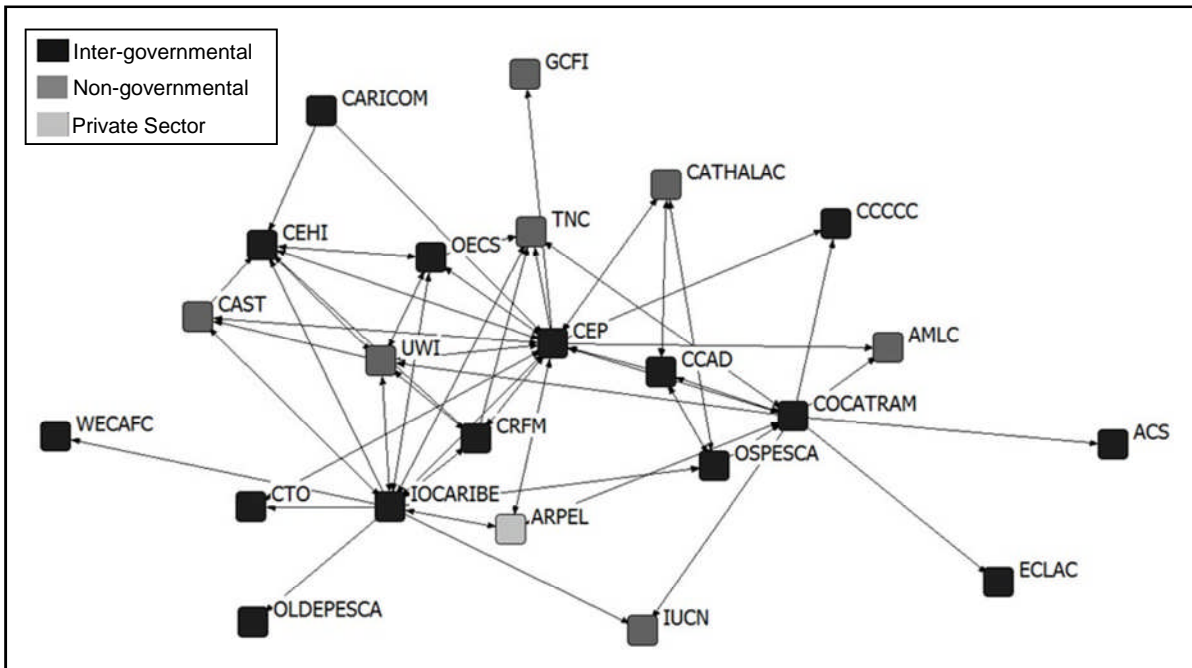 Inter-governmental
Non-governmental
Private Sector
GCFI
CARICOM
CATHALAC
CCCCC
TNC
CEHI
OECS
CAST
CEP
AMLC
UWI
CCAD
COCATRAM
WECAFC
CRFM
ACS
OSPESCA
CTO
IOCARIBE
ARPEL
ECLAC
OLDEPESCA
IUCN